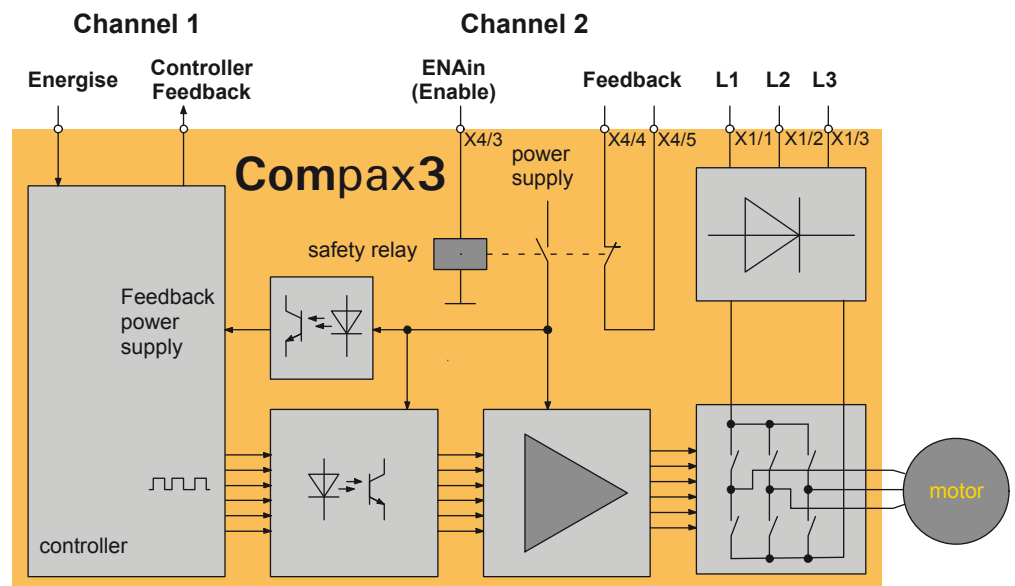 Channel 1
Channel 2
Energise
Controller
Feedback
ENAin
(Enable)
Feedback
L1
L2
L3
X4/3
X4/4
X4/5
X1/1
X1/2
X1/3
Compax3
power
supply
safety relay
Feedback
power
supply
controller
motor